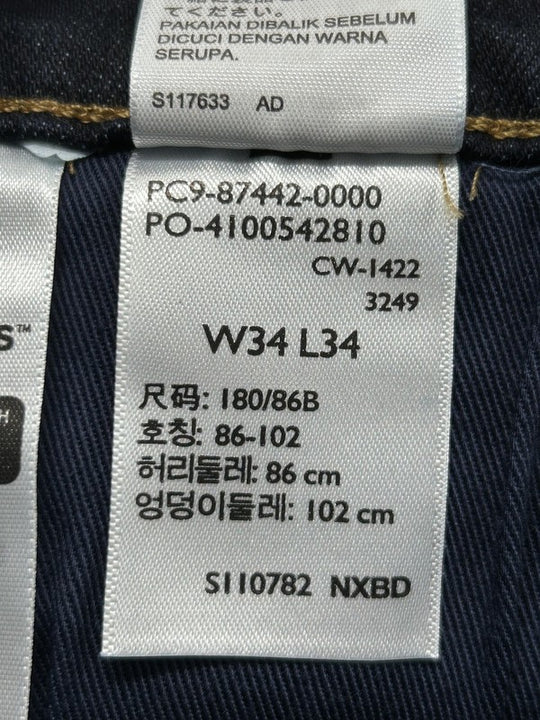 てください。
PAKAIAN DIBALIK SEBELUM
DICUCI DENGAN WARNA
SERUPA.
S117633 AD
PC9-87442-0000
PO-4100542810
CW-1422
3249
W34 L34
尺码: 180/86B
호칭: 86-102
허리둘레: 86 cm
엉덩이둘레: 102 cm
S110782 NXBD
S™
H